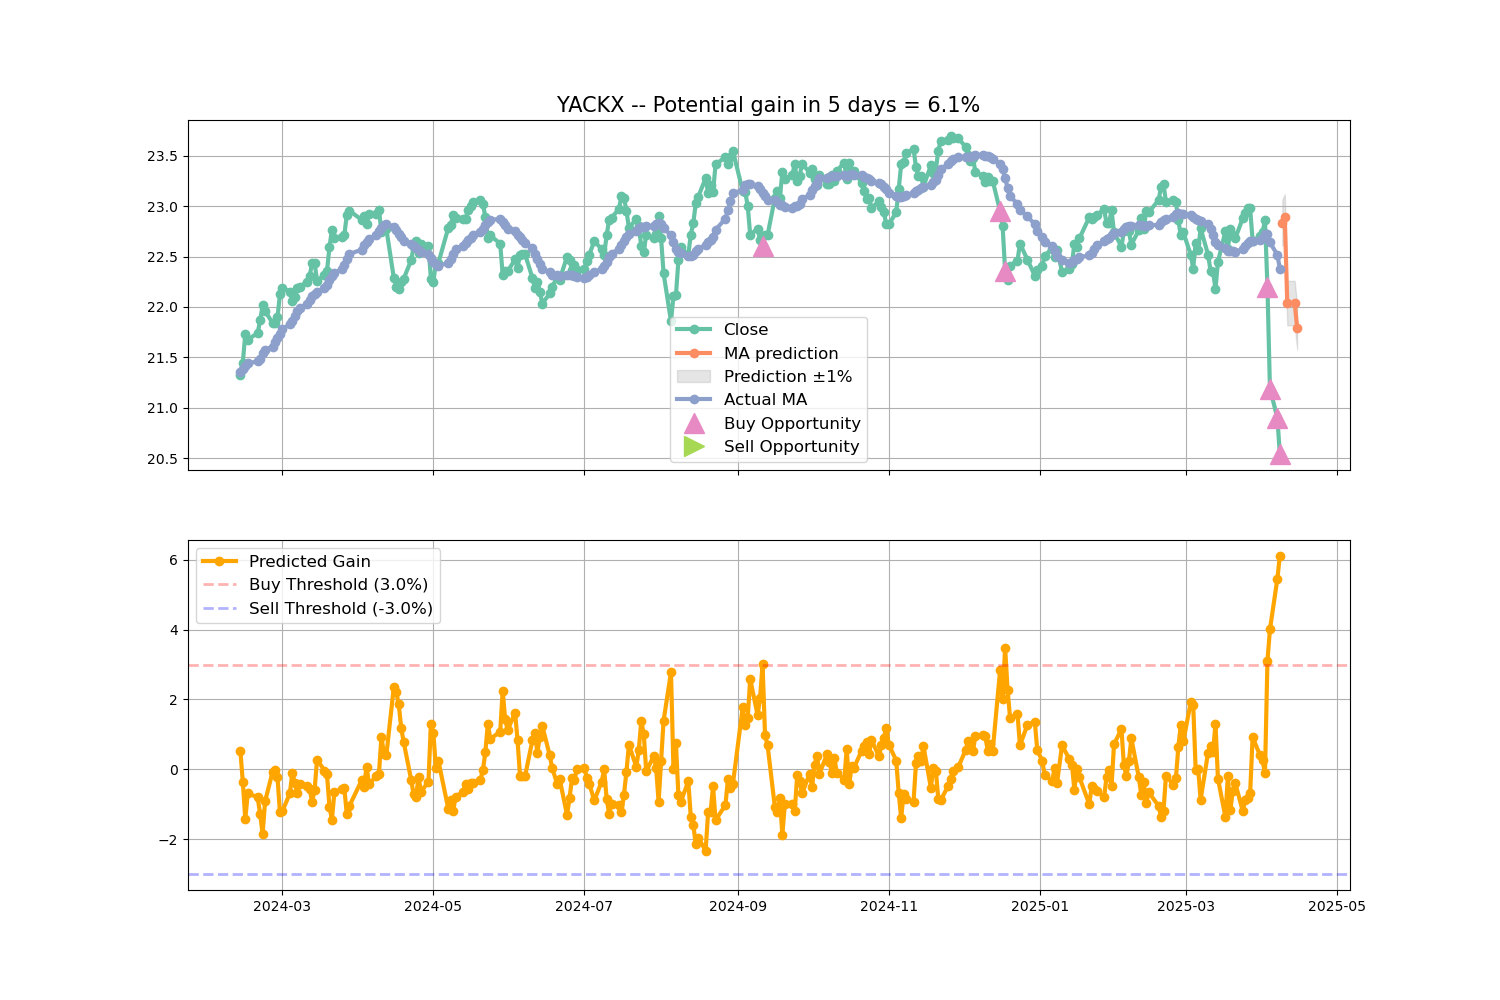 YACKX -- Potential gain in 5 days = 6.1%
23.5
23.0
22.5
22.0
21.5
21.0
20.5
Close
MA prediction
Prediction ±1%
Actual MA
Buy Opportunity
Sell Opportunity
6
4
2
0
−2
Predicted Gain
Buy Threshold (3.0%)
Sell Threshold (-3.0%)
2024-03 2024-05 2024-07 2024-09 2024-11 2025-01 2025-03 2025-05